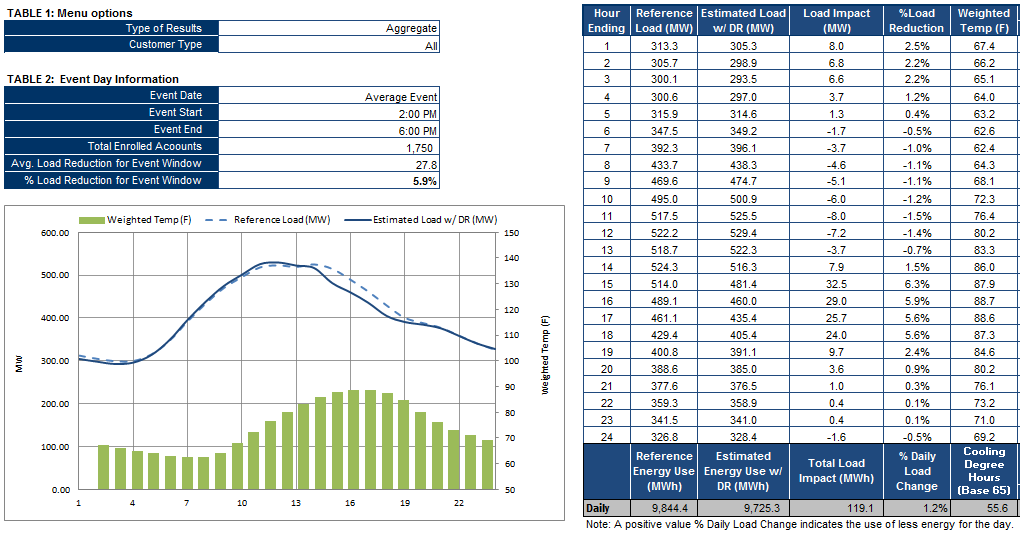 TABLE 1: Menu options
Type of Results Aggregate
Customer Type All
TABLE 2: Event Day Information
Event Date Average Event
Event Start 2:00 PM
Event End 6:00 PM
Total Enrolled Accounts 1,750
Avg. Load Reduction for Event Window 27.8
% Load Reduction for Event Window 5.9%
Weighted Temp (F) Reference Load (MW) Estimated Load w/ DR (MW)
600.00 150
140
500.00 130
120
400.00 110
300.00 100
90
200.00 80
70
100.00 60
0.00 50
MW
Weighted Temp (F)
1 4 7 10 13 16 19 22
Hour Reference Estimated Load Load Impact %Load Weighted
Ending Load (MW) w/ DR (MW) (MW) Reduction Temp (F)
1 313.3 305.3 8.0 2.5% 67.4
2 305.7 298.9 6.8 2.2% 66.2
3 300.1 293.5 6.6 2.2% 65.1
4 300.6 297.0 3.7 1.2% 64.0
5 315.9 314.6 1.3 0.4% 63.2
6 347.5 349.2 -1.7 -0.5% 62.6
7 392.3 396.1 -3.7 -1.0% 62.4
8 433.7 438.3 -4.6 -1.1% 64.3
9 469.6 474.7 -5.1 -1.1% 68.1
10 495.0 500.9 -6.0 -1.2% 72.3
11 517.5 525.5 -8.0 -1.5% 76.4
12 522.2 529.4 -7.2 -1.4% 80.2
13 518.7 522.3 -3.7 -0.7% 83.3
14 524.3 516.3 7.9 1.5% 86.0
15 514.0 481.4 32.5 6.3% 87.9
16 489.1 460.0 29.0 5.9% 88.7
17 461.1 435.4 25.7 5.6% 88.6
18 429.4 405.4 24.0 5.6% 87.3
19 400.8 391.1 9.7 2.4% 84.6
20 388.6 385.0 3.6 0.9% 80.2
21 377.6 376.5 1.0 0.3% 76.1
22 359.3 358.9 0.4 0.1% 73.2
23 341.5 341.0 0.4 0.1% 71.0
24 326.8 328.4 -1.6 -0.5% 69.2
Reference Energy Use (MWh)
Estimated Energy Use w/ DR (MWh)
Total Load Impact (MWh)
% Daily Load Change
Cooling Degree Hours (Base 65)
Daily 9,844.4 9,725.3 119.1 1.2% 55.6
Note: A positive value % Daily Load Change indicates the use of less energy for the day.